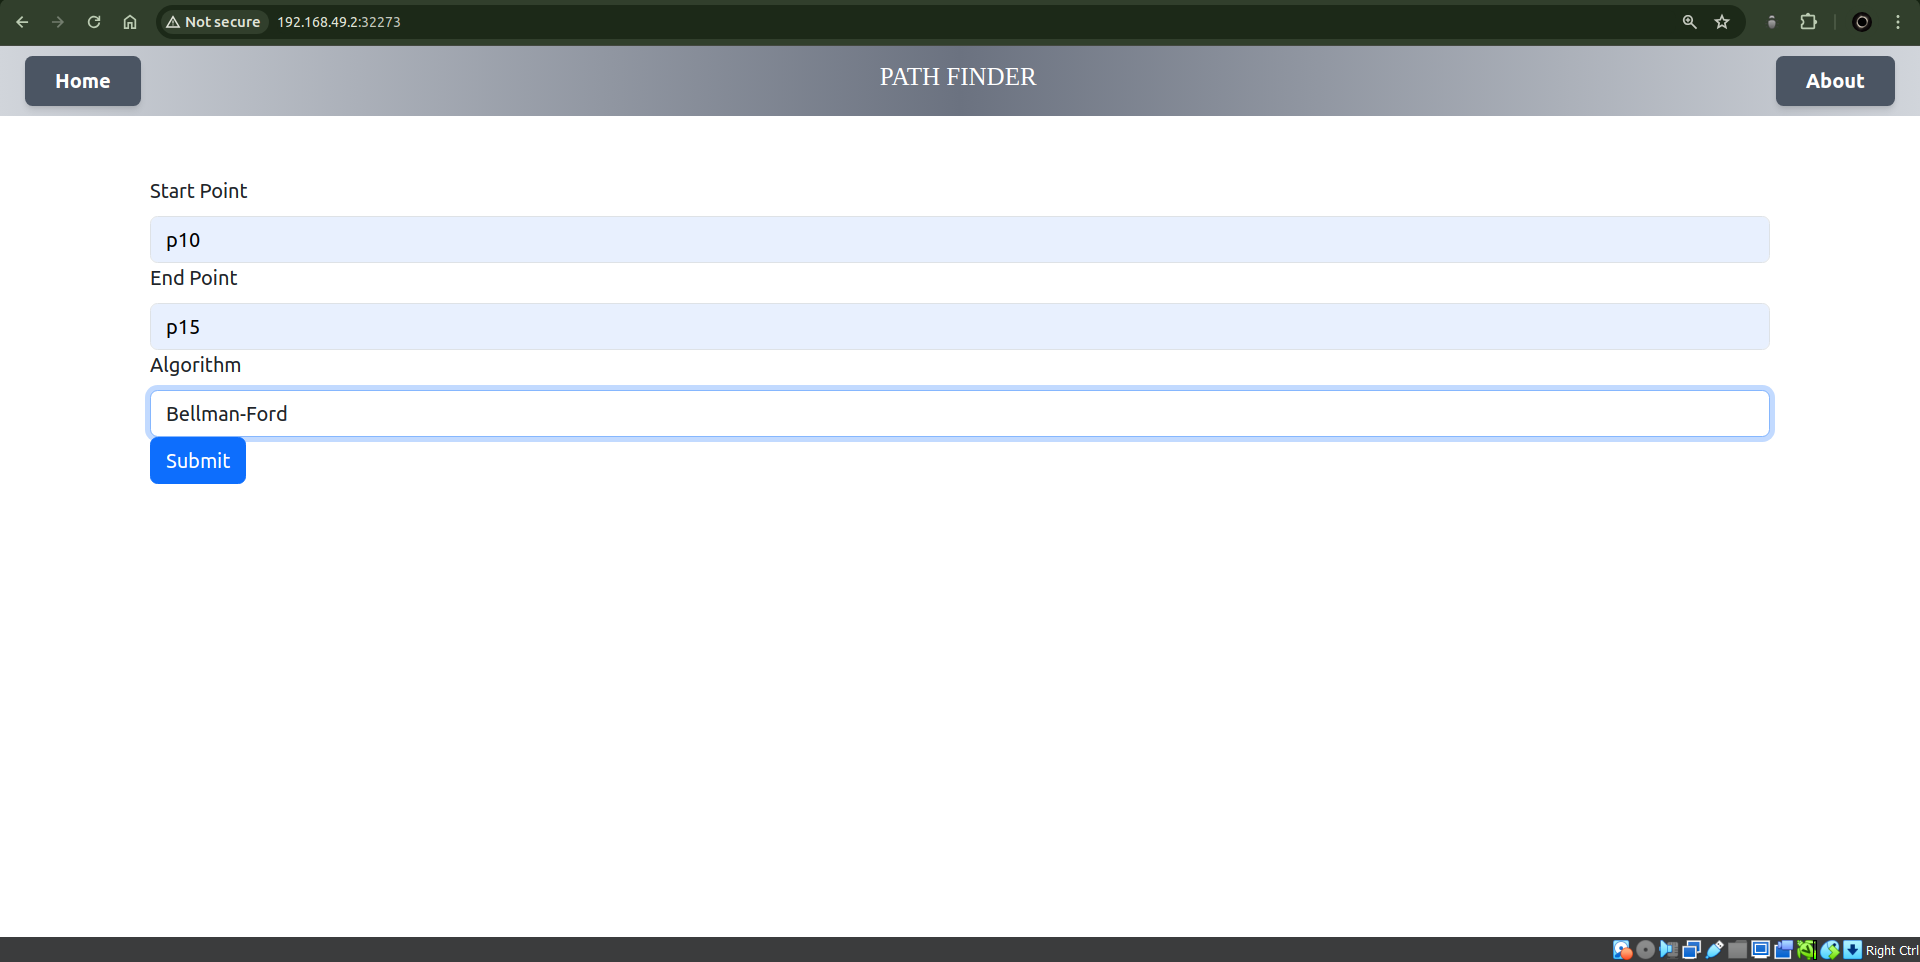 Not secure 192.168.49.2:32273
Home PATH FINDER About
Start Point
p10
End Point
p15
Algorithm
Bellman-Ford
Submit
Right Ctrl